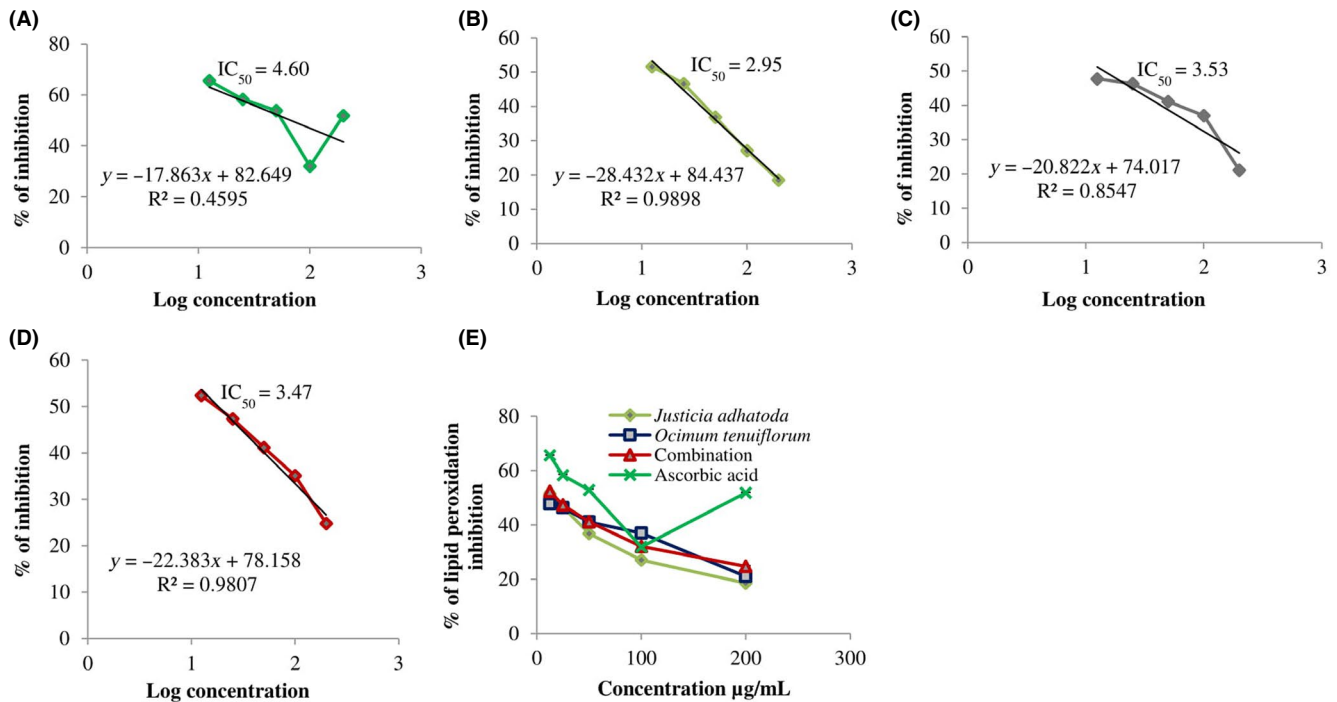 (A)
80
60
40
20
0
0 1 2 3
% of inhibition
Log concentration
IC50 = 4.60
y = −17.863x + 82.649
R² = 0.4595
(B)
60
50
40
30
20
10
0
0 1 2 3
% of inhibition
Log concentration
IC50 = 2.95
y = −28.432x + 84.437
R² = 0.9898
(C)
60
50
40
30
20
10
0
0 1 2 3
% of inhibition
Log concentration
IC50 = 3.53
y = −20.822x + 74.017
R² = 0.8547
(D)
60
50
40
30
20
10
0
0 1 2 3
% of inhibition
Log concentration
IC50 = 3.47
y = −22.383x + 78.158
R² = 0.9807
(E)
80
60
40
20
0
0 100 200 300
% of lipid peroxidation
inhibition
Concentration µg/mL
Justicia adhatoda
Ocimum tenuiflorum
Combination
Ascorbic acid